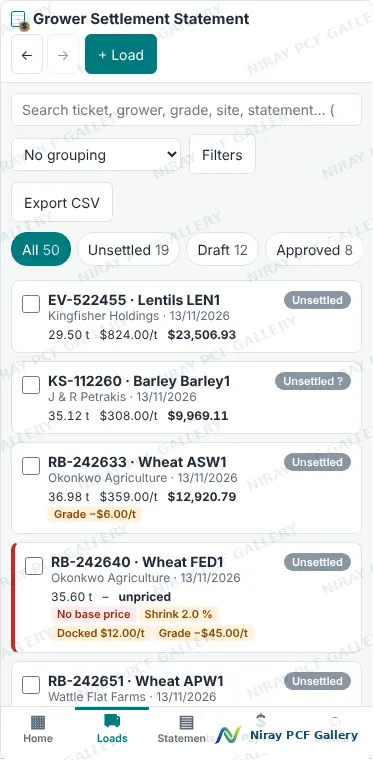 Grower Settlement Statement
← → + Load
Search ticket, grower, grade, site, statement... (
No grouping Filters
Export CSV
All 50 Unsettled 19 Draft 12 Approved 8
EV-522455 · Lentils LEN1 Unsettled
Kingfisher Holdings · 13/11/2026
29.50 t $824.00/t $23,506.93
KS-112260 · Barley Barley1 Unsettled ?
J & R Petrakis · 13/11/2026
35.12 t $308.00/t $9,969.11
RB-242633 · Wheat ASW1 Unsettled
Okonkwo Agriculture · 13/11/2026
36.98 t $359.00/t $12,920.79
Grade −$6.00/t
RB-242640 · Wheat FED1 Unsettled
Okonkwo Agriculture · 13/11/2026
35.60 t – unpriced
No base price Shrink 2.0 %
Docked $12.00/t Grade −$45.00/t
RB-242651 · Wheat APW1 Unsettled
Wattle Flat Farms · 13/11/2026
Home Loads Statements
Niray PCF Gallery
NIRAY PCF GALLERY